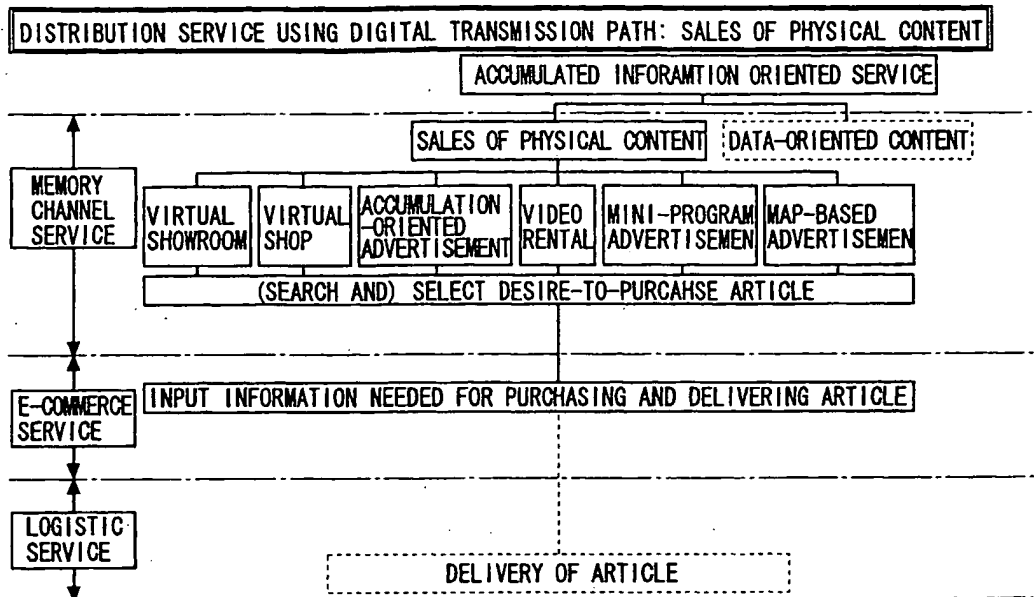 DISTRIBUTION SERVICE USING DIGITAL TRANSMISSION PATH: SALES OF PHYSICAL CONTENT
ACCUMULATED INFORAMTION ORIENTED SERVICE
SALES OF PHYSICAL CONTENT
DATA-ORIENTED CONTENT
MEMORY
CHANNEL
SERVICE
VIRTUAL
SHOWROOM
VIRTUAL
SHOP
ACCUMULATION
-ORIENTED
ADVERTISEMENT
VIDEO
RENTAL
MINI-PROGRAM
ADVERTISEMEN
MAP-BASED
ADVERTISEMEN
(SEARCH AND) SELECT DESIRE-TO-PURCAHSE ARTICLE
E-COMMERCE
SERVICE
INPUT INFORMATION NEEDED FOR PURCHASING AND DELIVERING ARTICLE
LOGISTIC
SERVICE
DELIVERY OF ARTICLE